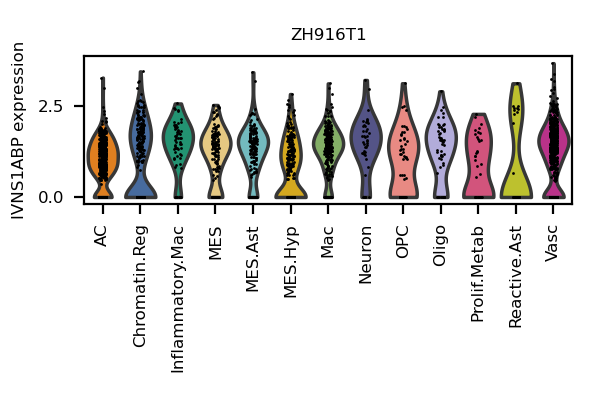 ZH916T1
IVNS1ABP expression
2.5
0.0
AC
Chromatin.Reg
Inflammatory.Mac
MES
MES.Ast
MES.Hyp
Mac
Neuron
OPC
Oligo
Prolif.Metab
Reactive.Ast
Vasc